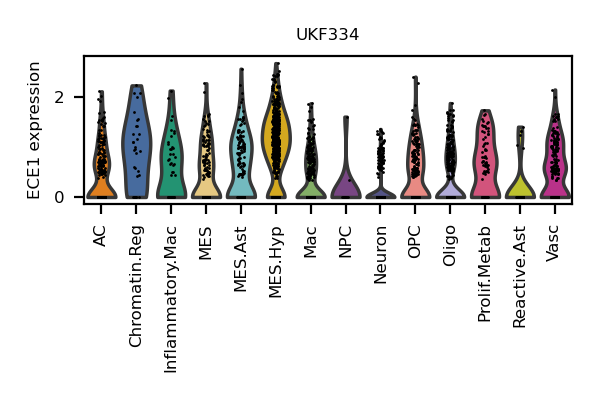 UKF334
ECE1 expression
2
0
AC
Chromatin.Reg
Inflammatory.Mac
MES
MES.Ast
MES.Hyp
Mac
NPC
Neuron
OPC
Oligo
Prolif.Metab
Reactive.Ast
Vasc